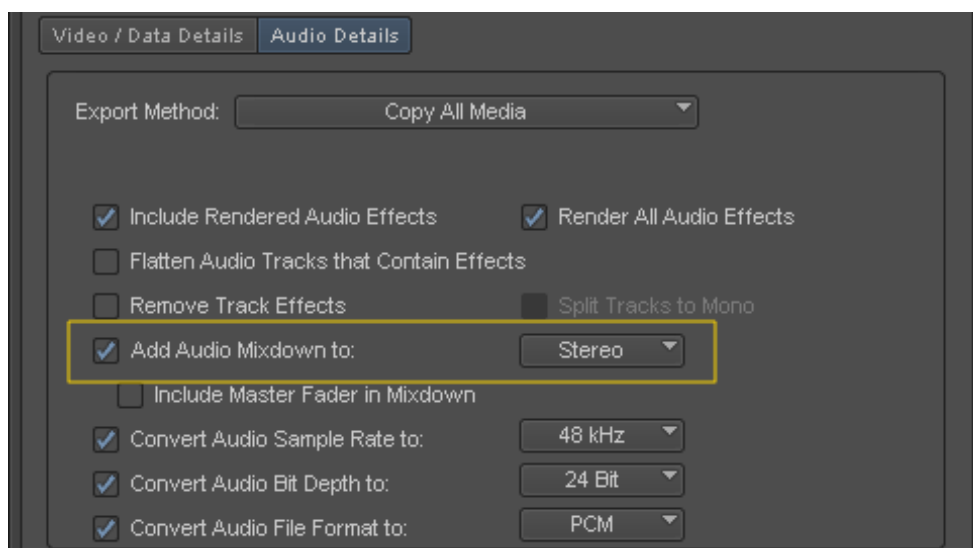 Video / Data Details Audio Details
Export Method: Copy All Media
Include Rendered Audio Effects Render All Audio Effects
Flatten Audio Tracks that Contain Effects
Remove Track Effects Split Tracks to Mono
Add Audio Mixdown to: Stereo
Include Master Fader in Mixdown
Convert Audio Sample Rate to: 48 kHz
Convert Audio Bit Depth to: 24 Bit
Convert Audio File Format to: PCM